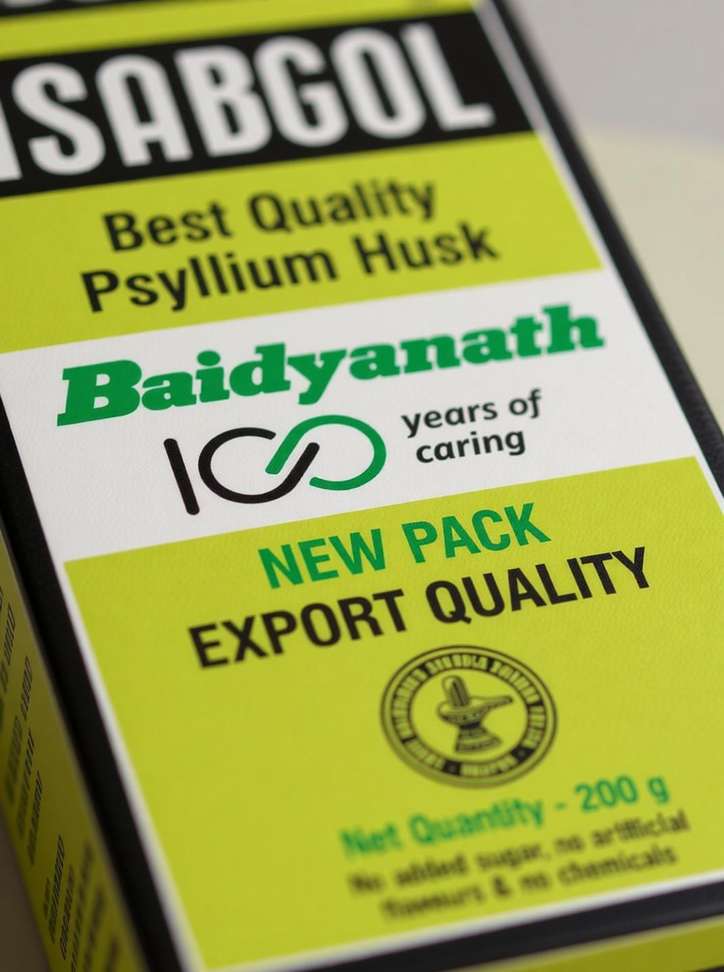 ISABGOL
Best Quality
Psyllium Husk
Baidyanath
100 years of
caring
NEW PACK
EXPORT QUALITY
Net Quantity - 200 g
No added sugar, no artificial
flavours & no chemicals